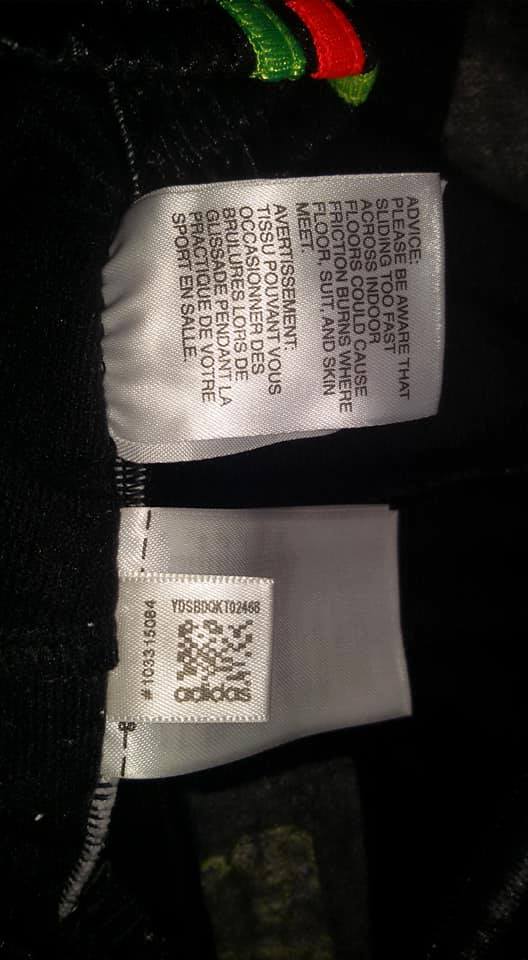 ADVICE:
PLEASE BE AWARE THAT
SLIDING TOO FAST
ACROSS INDOOR
FLOORS COULD CAUSE
FRICTION BURNS WHERE
FLOOR, SUIT, AND SKIN
MEET.
AVERTISSEMENT:
TISSU POUVANT VOUS
OCCASIONNER DES
BRULURES LORS DE
GLISSADE PENDANT LA
PRACTIQUE DE VOTRE
SPORT EN SALLE.
YDSBDQKT02468
adidas
#103315084